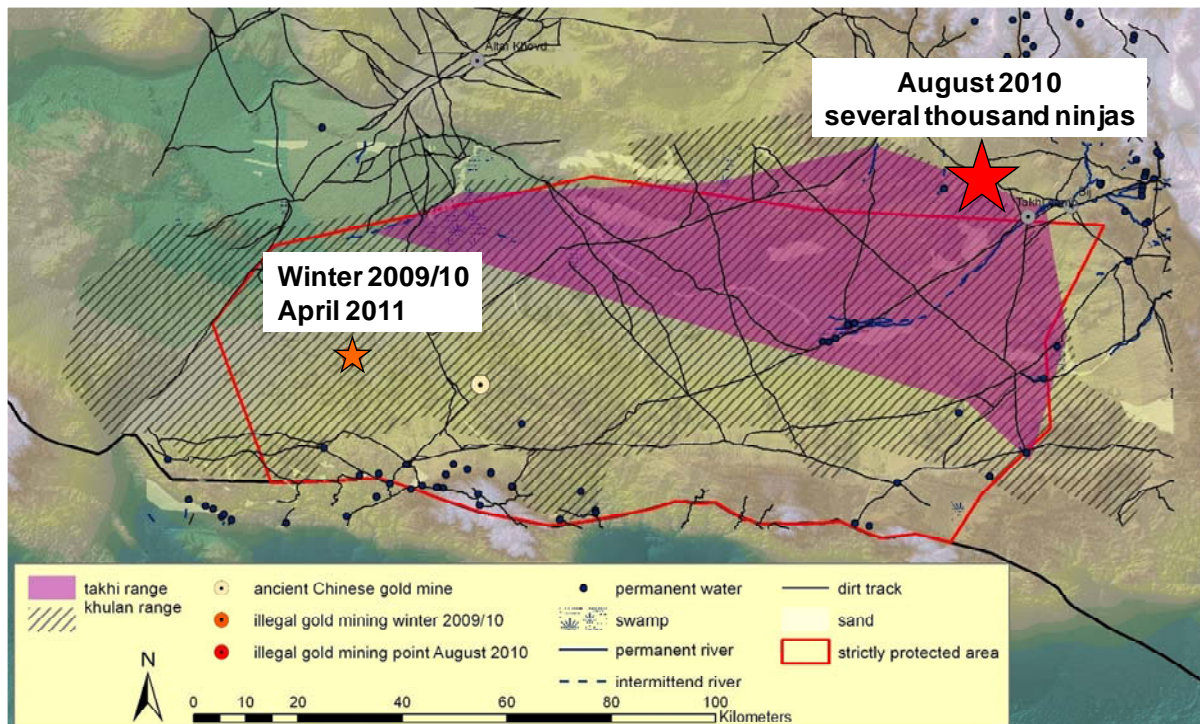 Altai Khovd
August 2010
several thousand ninjas
Takhi
Winter 2009/10
April 2011
takhi range
khulan range
ancient Chinese gold mine
illegal gold mining winter 2009/10
illegal gold mining point August 2010
permanent water
swamp
permanent river
intermittend river
dirt track
sand
strictly protected area
N
0 10 20 40 60 80 100
Kilometers